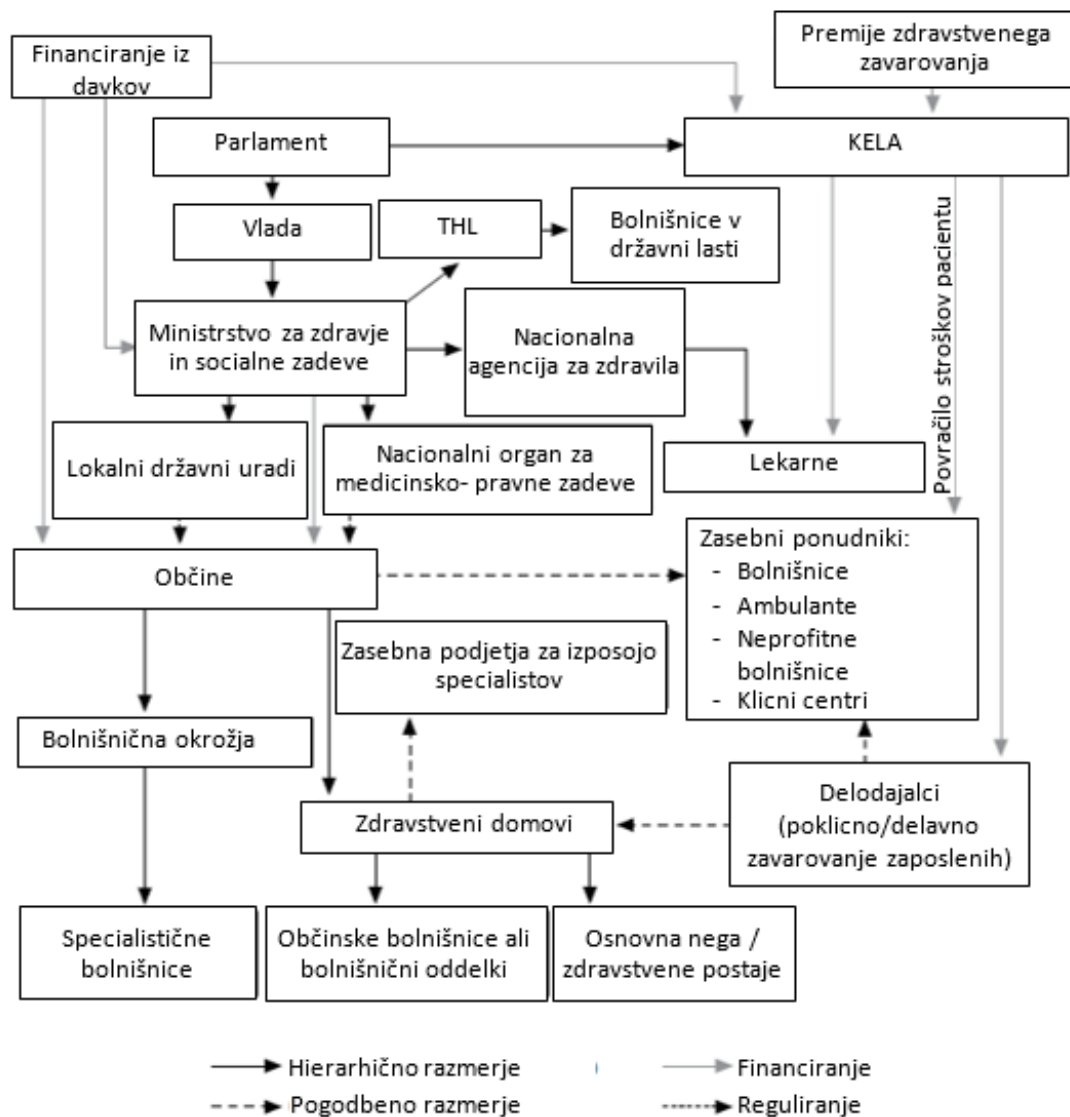 Financiranje iz
davkov
Premije zdravstvenega
zavarovanja
Parlament
KELA
Vlada
THL
Bolnišnice v
državni lasti
Povračilo stroškov pacientu
Ministrstvo za zdravje
in socialne zadeve
Nacionalna
agencija za zdravila
Lokalni državni uradi
Nacionalni organ za
medicinsko- pravne zadeve
Lekarne
Občine
Zasebni ponudniki:
- Bolnišnice
- Ambulante
- Neprofitne
bolnišnice
- Klicni centri
Zasebna podjetja za izposojo
specialistov
Bolnišnična okrožja
Zdravstveni domovi
Delodajalci
(poklicno/delavno
zavarovanje zaposlenih)
Specialistične
bolnišnice
Občinske bolnišnice ali
bolnišnični oddelki
Osnovna nega /
zdravstvene postaje
Hierarhično razmerje
Financiranje
Pogodbeno razmerje
Reguliranje